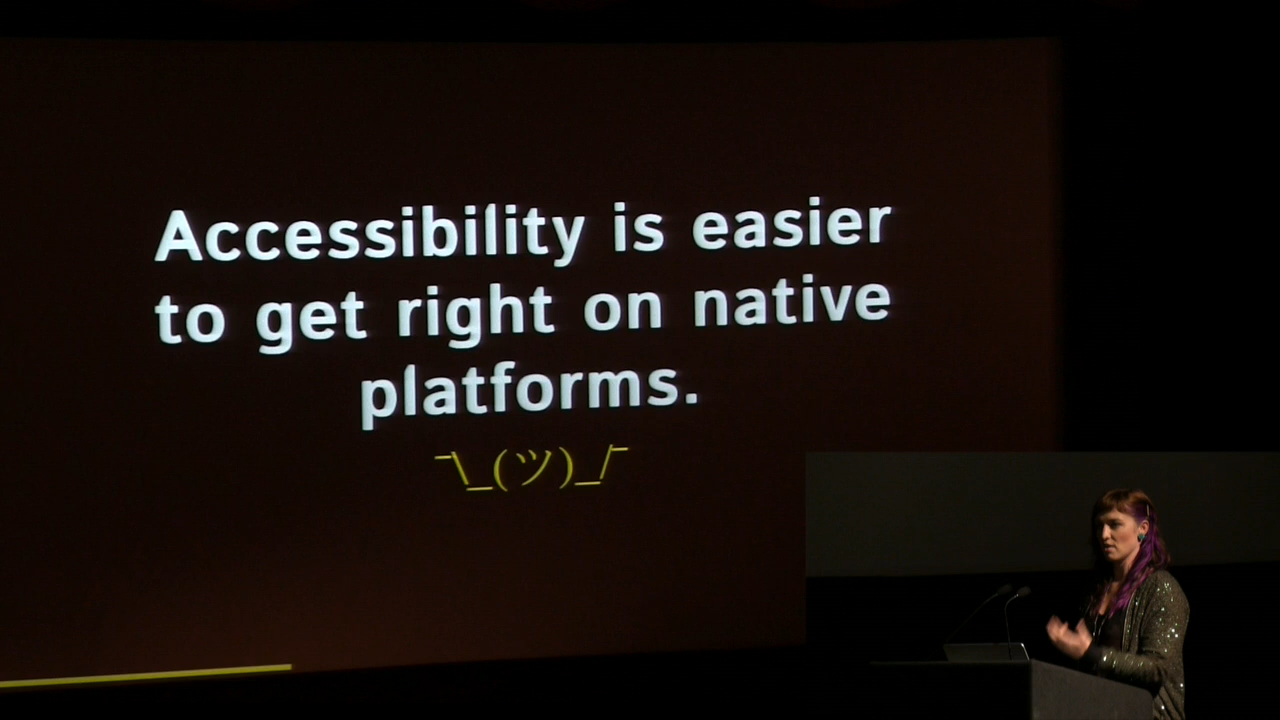 Accessibility is easier
to get right on native
platforms.
¯\_(ツ)_/¯